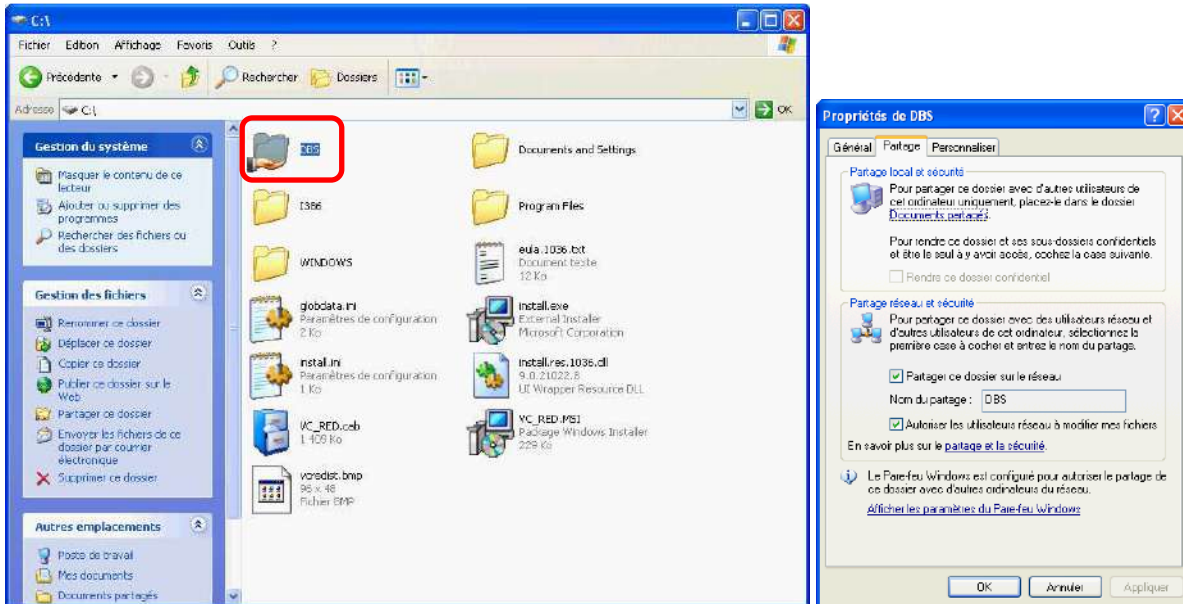 C:\
Fichier Edition Affichage Favoris Outils ?
Précédente Rechercher Dossiers
Adresse C:\ OK
Gestion du système
Masquer le contenu de ce
lecteur
Ajouter ou supprimer des
programmes
Rechercher des fichiers ou
des dossiers
Gestion des fichiers
Renommer ce dossier
Déplacer ce dossier
Copier ce dossier
Publier ce dossier sur le
Web
Partager ce dossier
Envoyer les fichiers de ce
dossier par courrier
électronique
Supprimer ce dossier
Autres emplacements
Poste de travail
Mes documents
Documents partagés
DBS
Documents and Settings
I386
Program Files
WINDOWS
eula.1036.txt
Document texte
12 Ko
globdata.ini
Paramètres de configuration
2 Ko
install.exe
External Installer
Microsoft Corporation
install.ini
Paramètres de configuration
1 Ko
install.res.1036.dll
9.0.21022.8
UI Wrapper Resource DLL
VC_RED.cab
1 409 Ko
VC_RED.MSI
Package Windows Installer
229 Ko
vcredist.bmp
96 x 48
Fichier BMP
Propriétés de DBS
Général Partage Personnaliser
Partage local et sécurité
Pour partager ce dossier avec d'autres utilisateurs de
cet ordinateur uniquement, placez-le dans le dossier
Documents partagés.
Pour rendre ce dossier et ses sous-dossiers confidentiels
et être le seul à y avoir accès, cochez la case suivante.
Rendre ce dossier confidentiel
Partage réseau et sécurité
Pour partager ce dossier avec des utilisateurs réseau et
d'autres utilisateurs de cet ordinateur, sélectionnez la
première case à cocher et entrez le nom du partage.
Partager ce dossier sur le réseau
Nom du partage : DBS
Autoriser les utilisateurs réseau à modifier mes fichiers
En savoir plus sur le partage et la sécurité.
Le Pare-feu Windows est configuré pour autoriser le partage de
ce dossier avec d'autres ordinateurs du réseau.
Afficher les paramètres du Pare-feu Windows
OK Annuler Appliquer